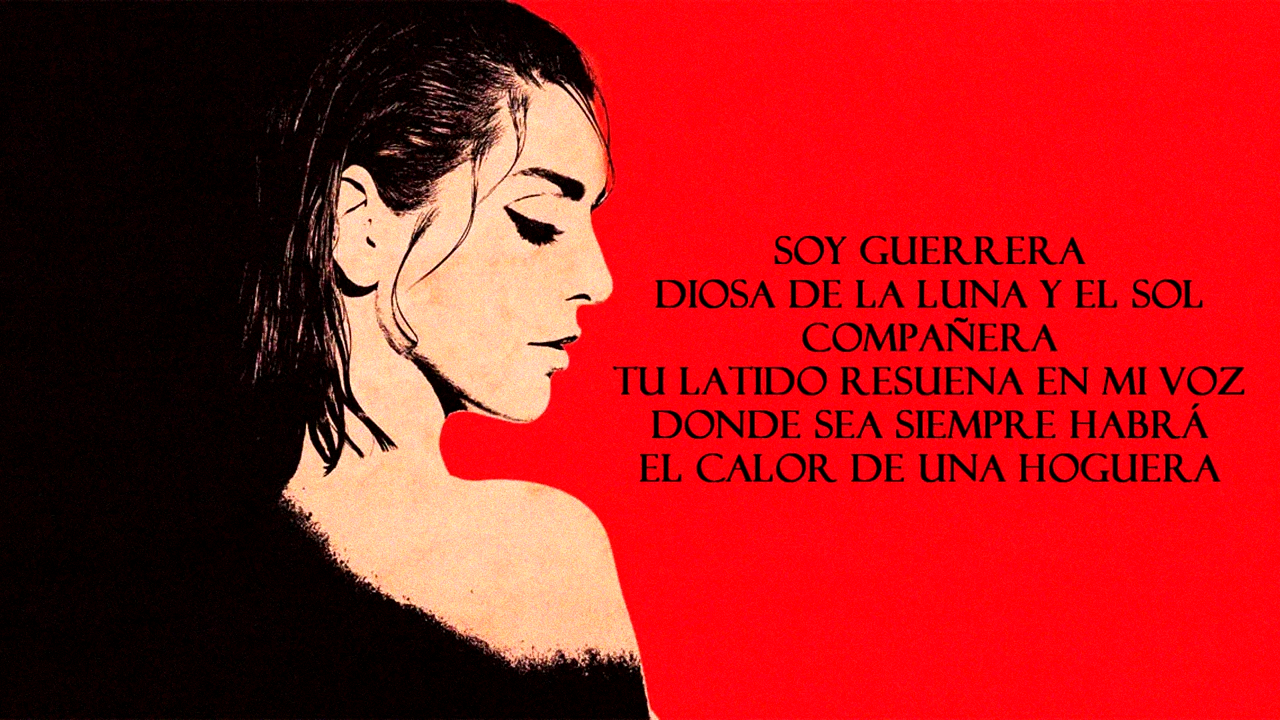 SOY GUERRERA
DIOSA DE LA LUNA Y EL SOL
COMPAÑERA
TU LATIDO RESUENA EN MI VOZ
DONDE SEA SIEMPRE HABRÁ
EL CALOR DE UNA HOGUERA